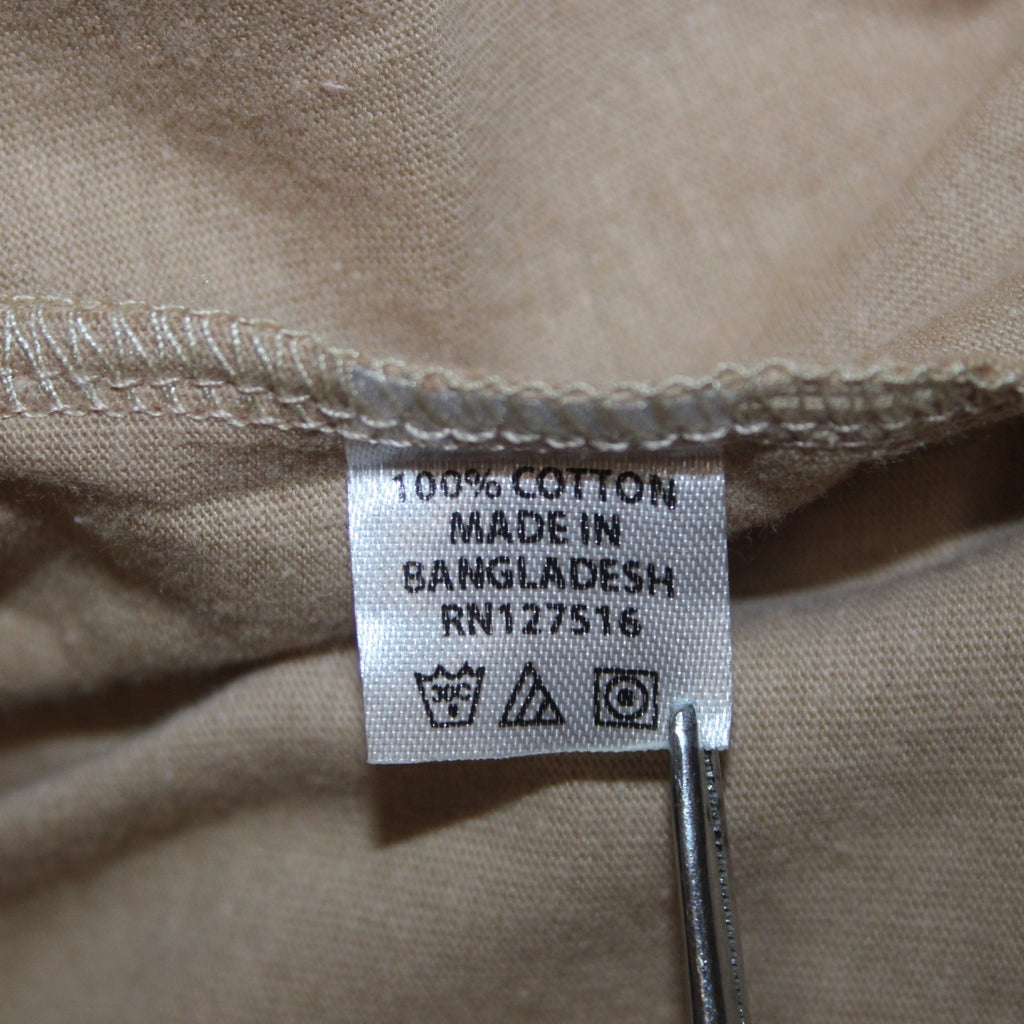 100% COTTON
MADE IN
BANGLADESH
RN127516
30C